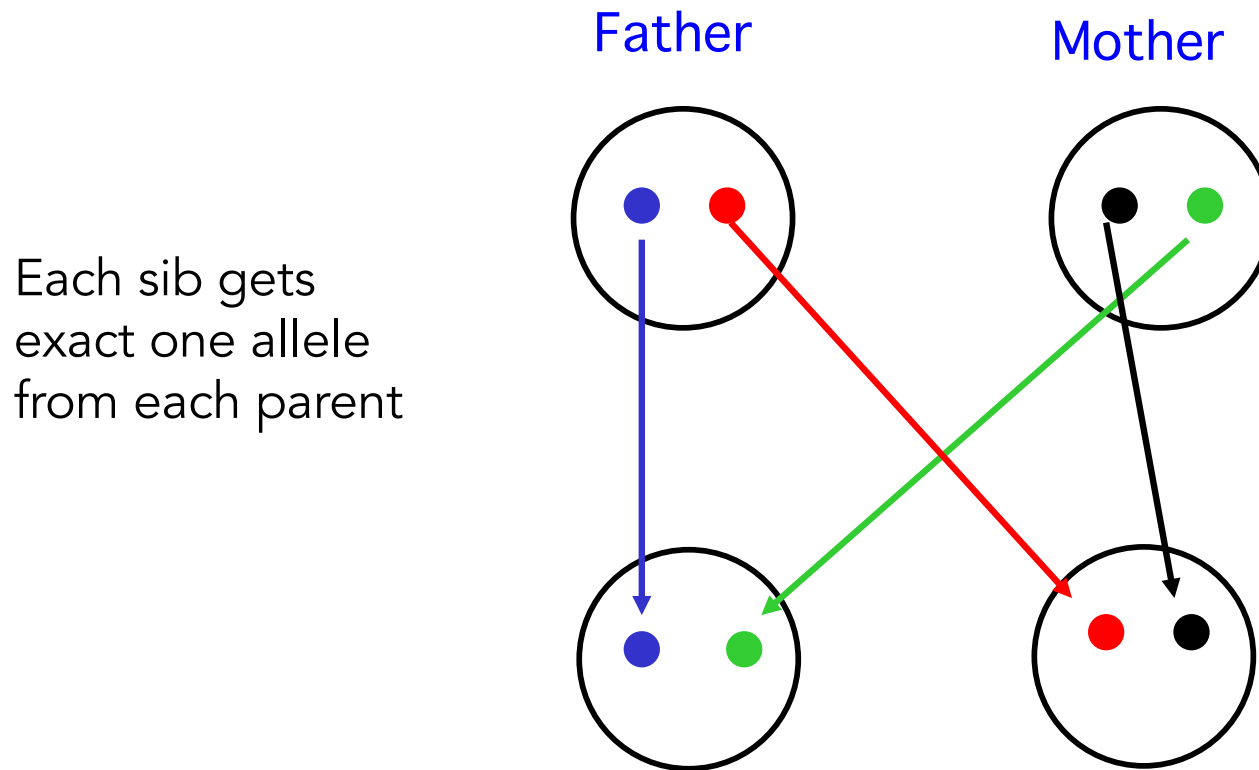 Father
Mother
Each sib gets
exact one allele
from each parent